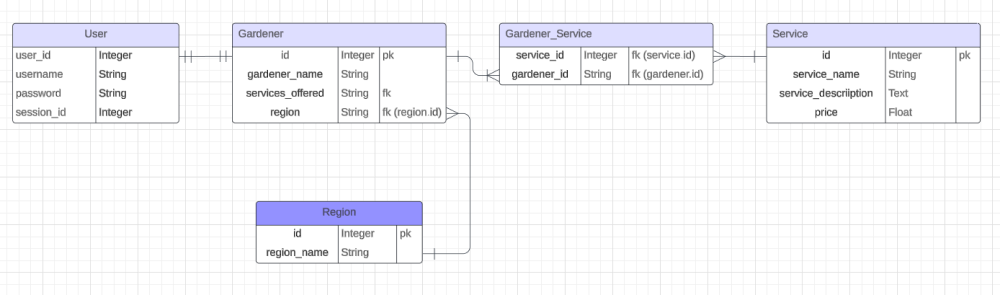 User
user_id Integer
username String
password String
session_id Integer
Gardener
id Integer pk
gardener_name String
services_offered String fk
region String fk (region.id)
Gardener_Service
service_id Integer fk (service.id)
gardener_id String fk (gardener.id)
Service
id Integer pk
service_name String
service_descriiption Text
price Float
Region
id Integer pk
region_name String